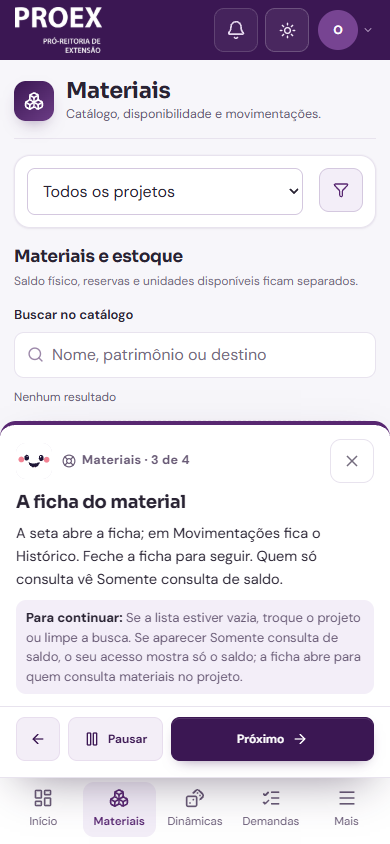 PROEX
PRÓ-REITORIA DE
EXTENSÃO
O
Materiais
Catálogo, disponibilidade e movimentações.
Todos os projetos
Materiais e estoque
Saldo físico, reservas e unidades disponíveis ficam separados.
Buscar no catálogo
Nome, patrimônio ou destino
Nenhum resultado
Materiais · 3 de 4
A ficha do material
A seta abre a ficha; em Movimentações fica o
Histórico. Feche a ficha para seguir. Quem só
consulta vê Somente consulta de saldo.
Para continuar: Se a lista estiver vazia, troque o projeto
ou limpe a busca. Se aparecer Somente consulta de
saldo, o seu acesso mostra só o saldo; a ficha abre para
quem consulta materiais no projeto.
Pausar
Próximo
Início
Materiais
Dinâmicas
Demandas
Mais